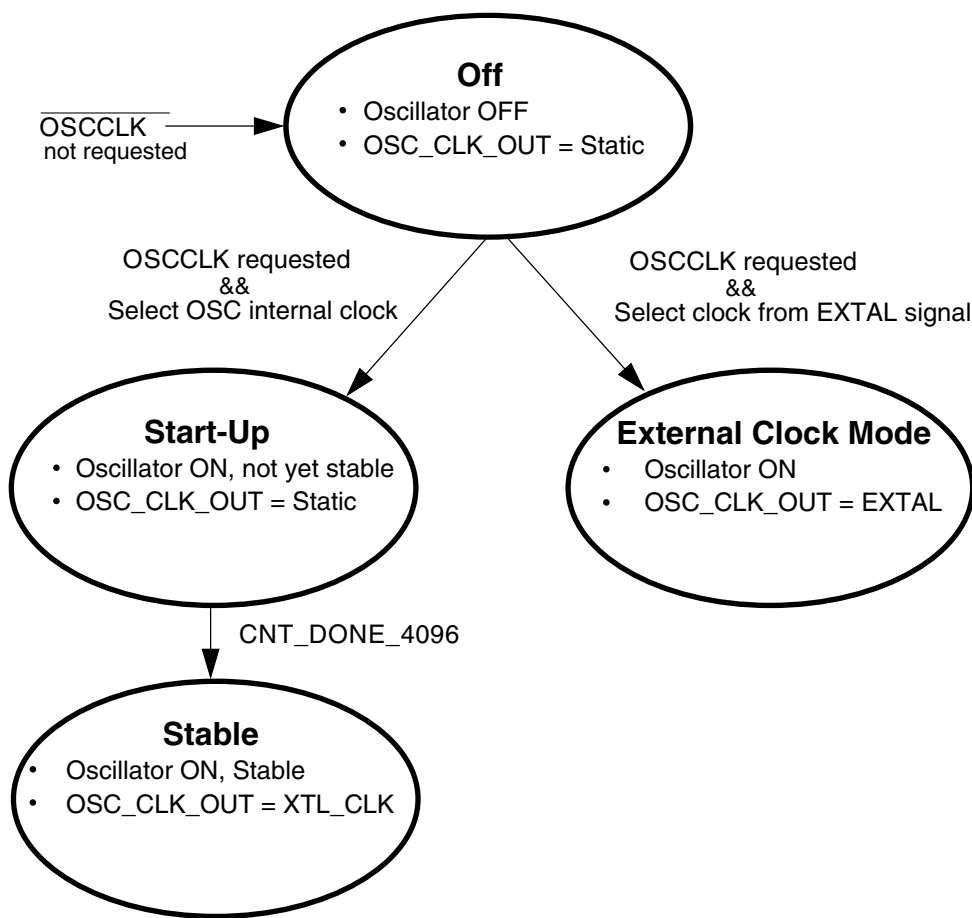 Off
• Oscillator OFF
• OSC_CLK_OUT = Static
OSCCLK
not requested
OSCCLK requested
&&
Select OSC internal clock
OSCCLK requested
&&
Select clock from EXTAL signal
Start-Up
• Oscillator ON, not yet stable
• OSC_CLK_OUT = Static
External Clock Mode
• Oscillator ON
• OSC_CLK_OUT = EXTAL
CNT_DONE_4096
Stable
• Oscillator ON, Stable
• OSC_CLK_OUT = XTL_CLK